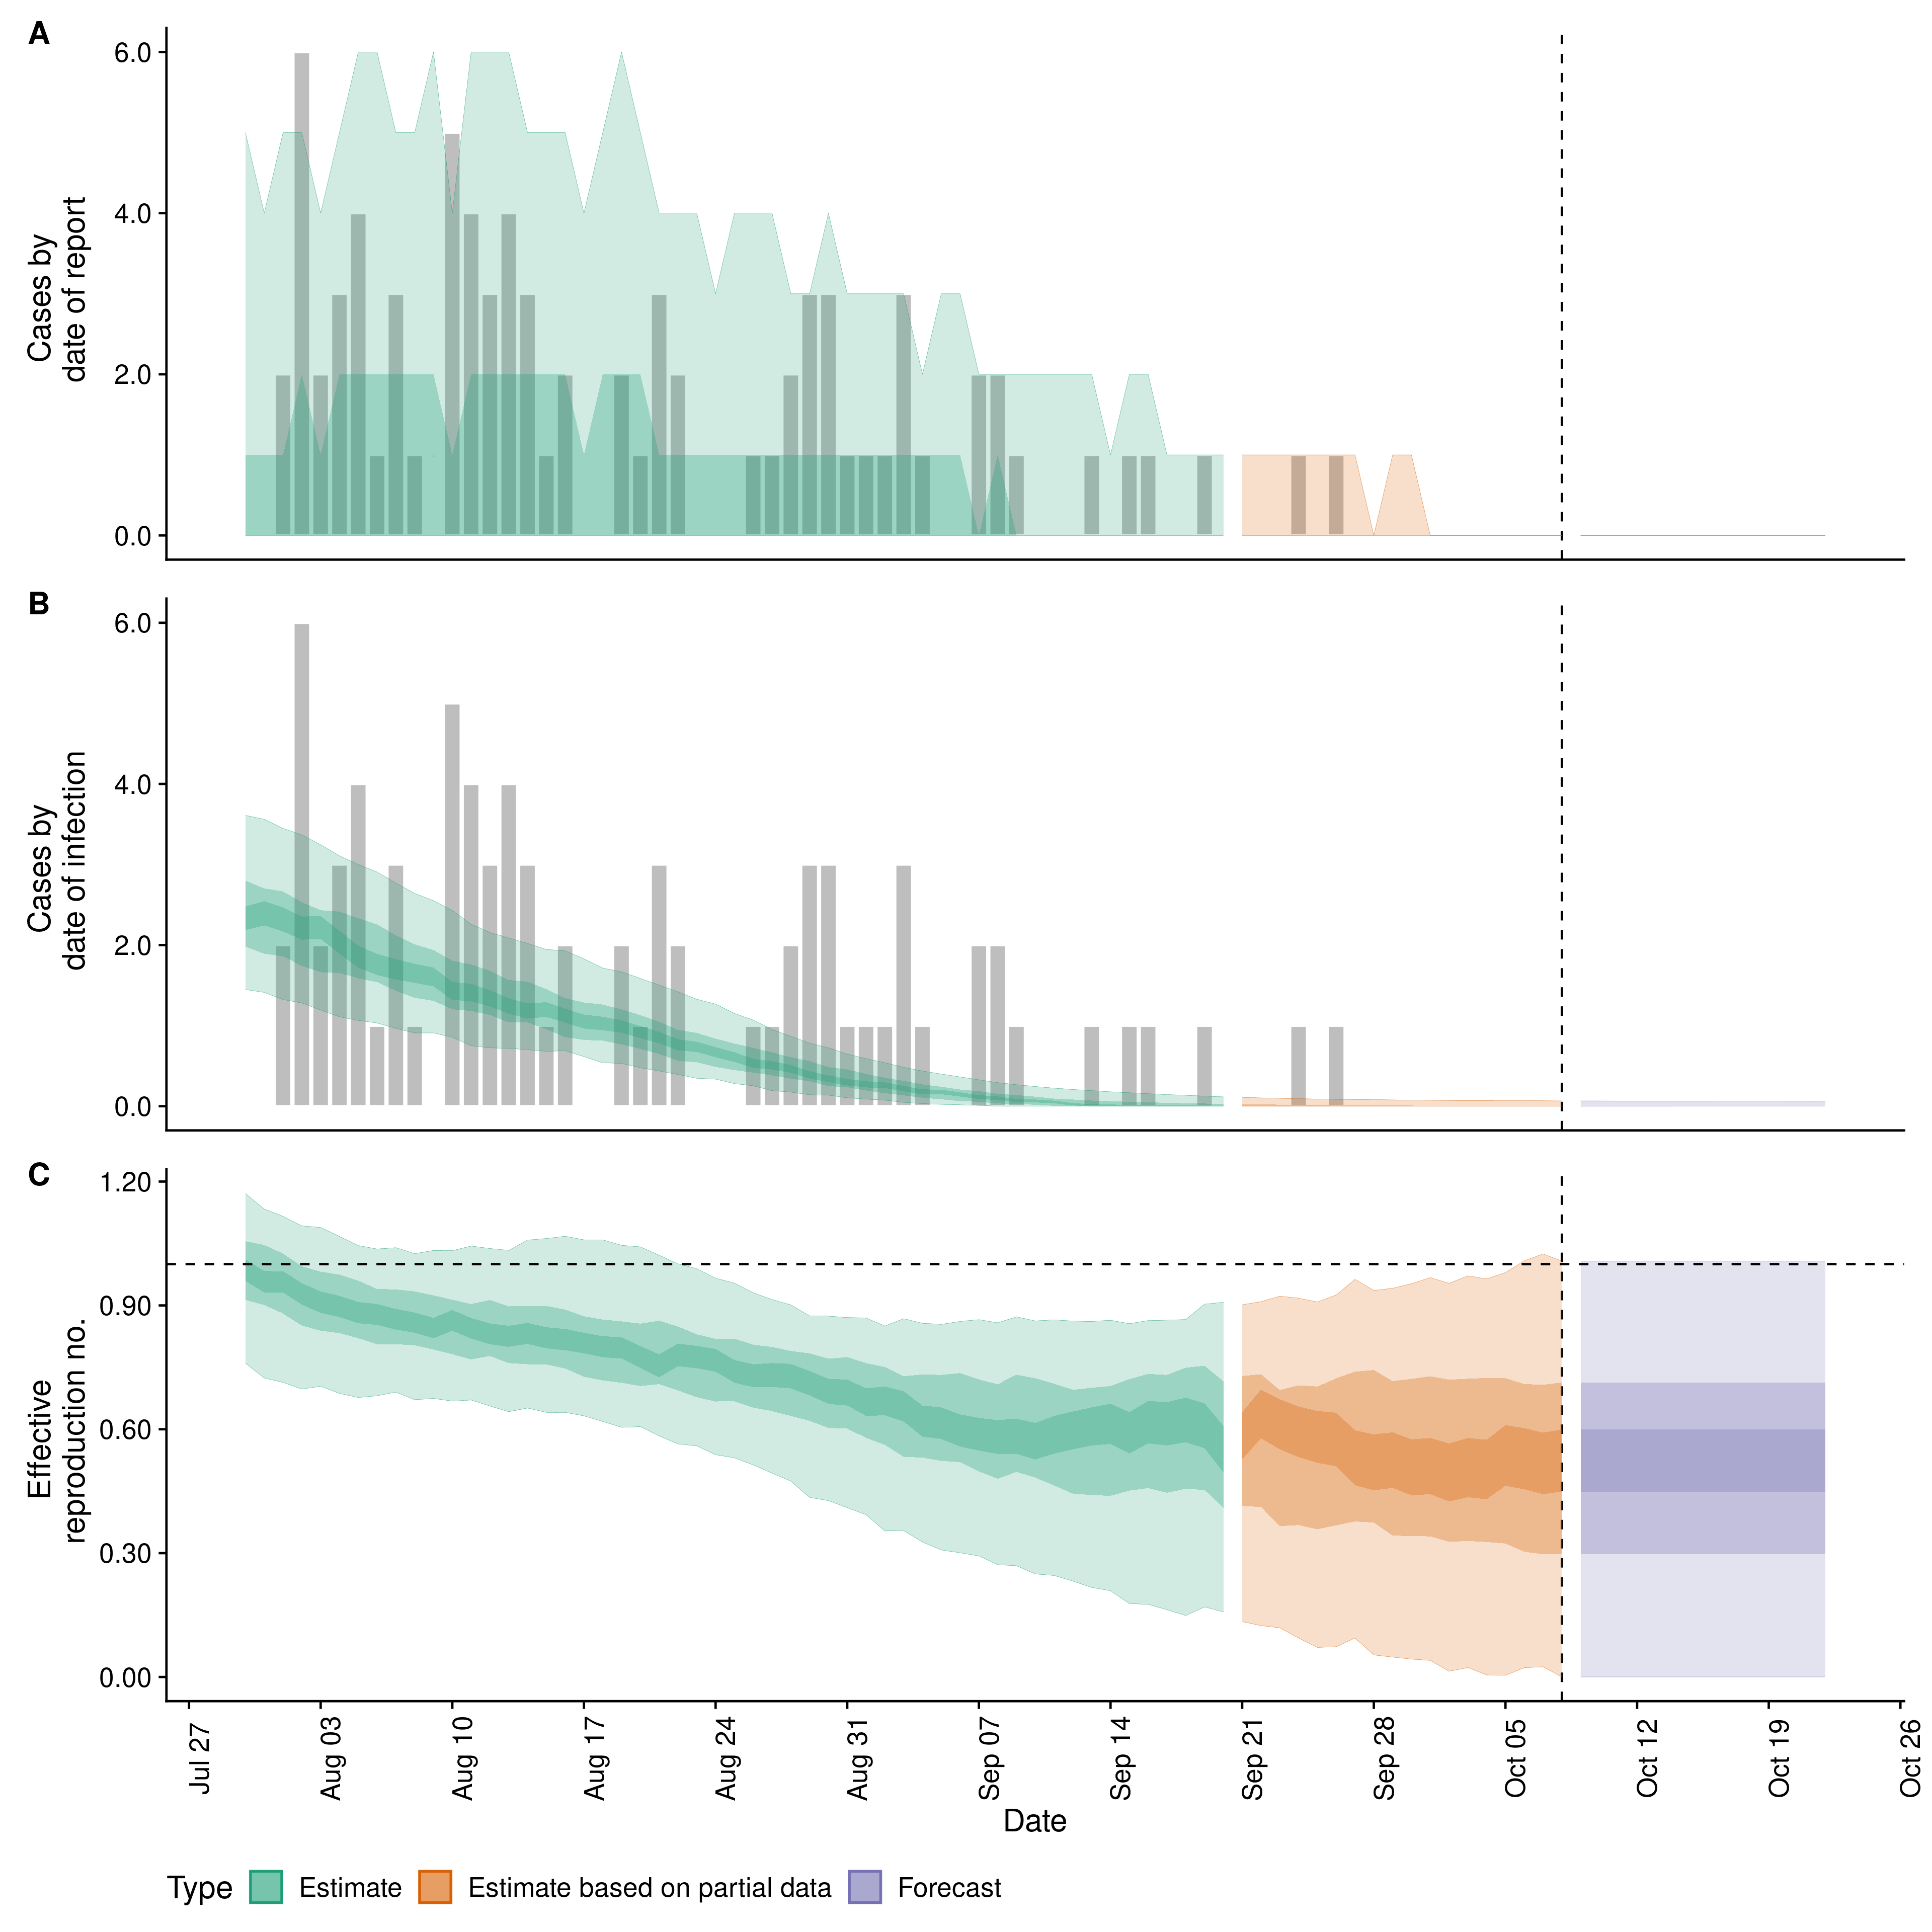 A
6.0
4.0
2.0
0.0
Cases by
date of report
B
6.0
4.0
2.0
0.0
Cases by
date of infection
C
1.20
0.90
0.60
0.30
0.00
Effective
reproduction no.
Jul 27
Aug 03
Aug 10
Aug 17
Aug 24
Aug 31
Sep 07
Sep 14
Sep 21
Sep 28
Oct 05
Oct 12
Oct 19
Oct 26
Date
Type Estimate Estimate based on partial data Forecast